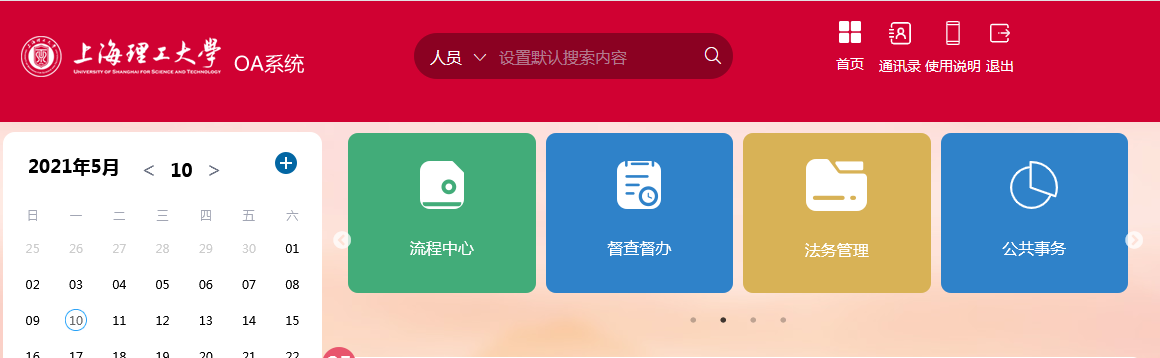 上海理工大学
UNIVERSITY OF SHANGHAI FOR SCIENCE AND TECHNOLOGY
OA系统
人员 设置默认搜索内容
首页 通讯录 使用说明 退出
2021年5月 < 10 > +
日 一 二 三 四 五 六
25 26 27 28 29 30 01
02 03 04 05 06 07 08
09 10 11 12 13 14 15
16 17 18 19 20 21 22
流程中心 督查督办 法务管理 公共事务